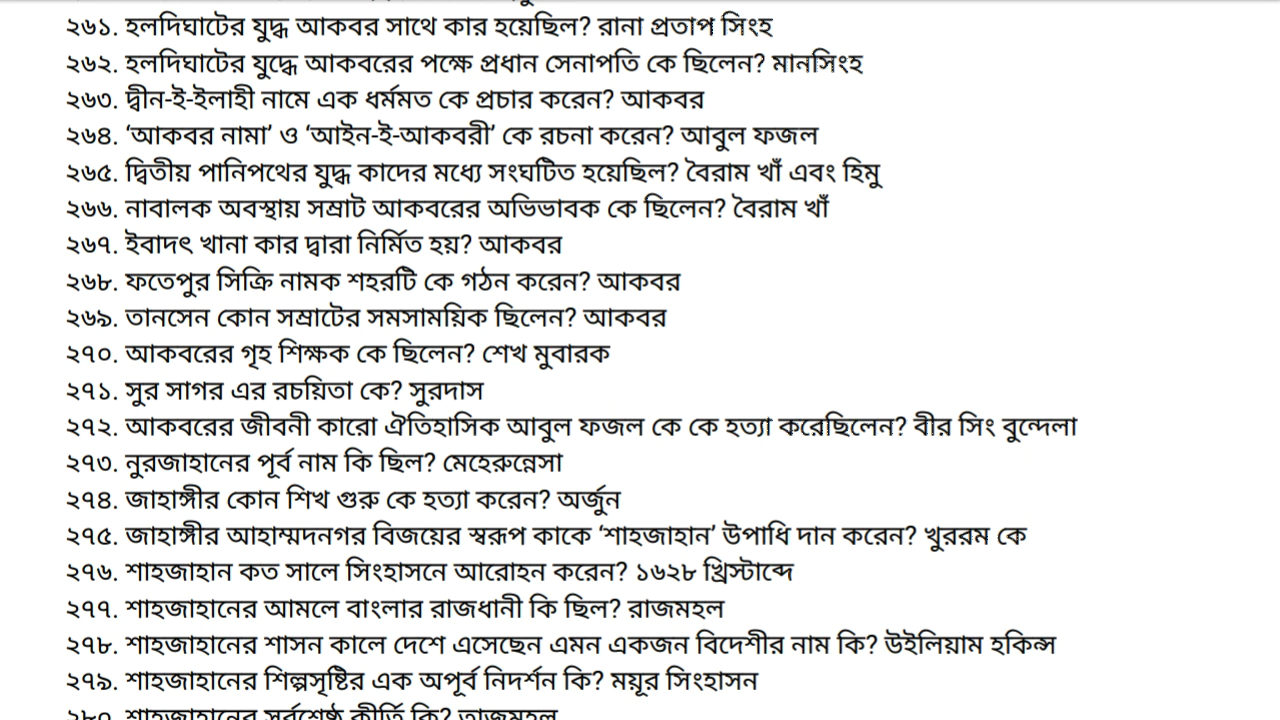 ২৬১. হলদিঘাটের যুদ্ধ আকবর সাথে কার হয়েছিল? রানা প্রতাপ সিংহ
২৬২. হলদিঘাটের যুদ্ধে আকবরের পক্ষে প্রধান সেনাপতি কে ছিলেন? মানসিংহ
২৬৩. দ্বীন-ই-ইলাহী নামে এক ধর্মমত কে প্রচার করেন? আকবর
২৬৪. ‘আকবর নামা’ ও ‘আইন-ই-আকবরী’ কে রচনা করেন? আবুল ফজল
২৬৫. দ্বিতীয় পানিপথের যুদ্ধ কাদের মধ্যে সংঘটিত হয়েছিল? বৈরাম খাঁ এবং হিমু
২৬৬. নাবালক অবস্থায় সম্রাট আকবরের অভিভাবক কে ছিলেন? বৈরাম খাঁ
২৬৭. ইবাদৎ খানা কার দ্বারা নির্মিত হয়? আকবর
২৬৮. ফতেপুর সিক্রি নামক শহরটি কে গঠন করেন? আকবর
২৬৯. তানসেন কোন সম্রাটের সমসাময়িক ছিলেন? আকবর
২৭০. আকবরের গৃহ শিক্ষক কে ছিলেন? শেখ মুবারক
২৭১. সুর সাগর এর রচয়িতা কে? সুরদাস
২৭২. আকবরের জীবনী কারো ঐতিহাসিক আবুল ফজল কে কে হত্যা করেছিলেন? বীর সিং বুন্দেলা
২৭৩. নুরজাহানের পূর্ব নাম কি ছিল? মেহেরুন্নেসা
২৭৪. জাহাঙ্গীর কোন শিখ গুরু কে হত্যা করেন? অর্জুন
২৭৫. জাহাঙ্গীর আহাম্মদনগর বিজয়ের স্বরূপ কাকে ‘শাহজাহান’ উপাধি দান করেন? খুররম কে
২৭৬. শাহজাহান কত সালে সিংহাসনে আরোহন করেন? ১৬২৮ খ্রিস্টাব্দে
২৭৭. শাহজাহানের আমলে বাংলার রাজধানী কি ছিল? রাজমহল
২৭৮. শাহজাহানের শাসন কালে দেশে এসেছেন এমন একজন বিদেশীর নাম কি? উইলিয়াম হকিন্স
২৭৯. শাহজাহানের শিল্পসৃষ্টির এক অপূর্ব নিদর্শন কি? ময়ূর সিংহাসন
২৮০. শাহজাহানের সর্বশ্রেষ্ঠ কীর্তি কি? তাজমহল